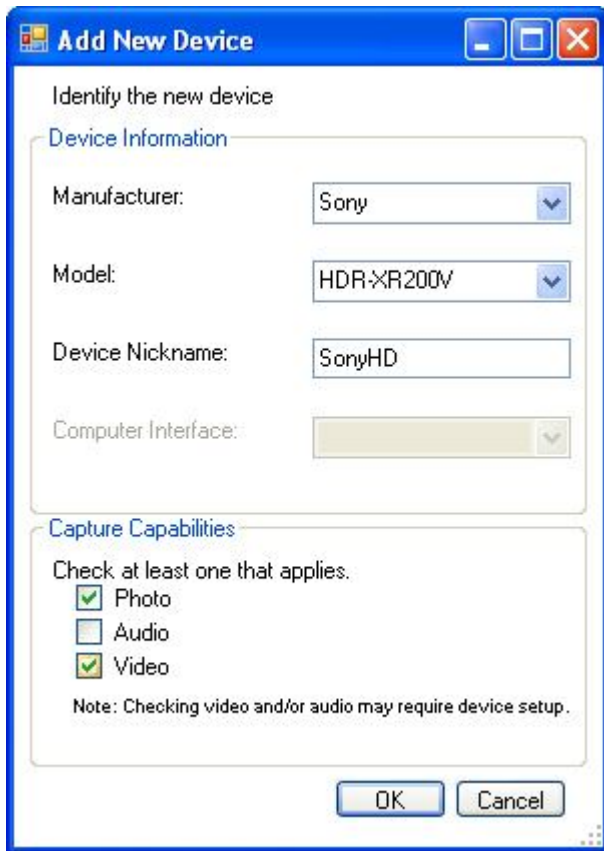 Add New Device
Identify the new device
Device Information
Manufacturer: Sony
Model: HDR-XR200V
Device Nickname: SonyHD
Computer Interface:
Capture Capabilities
Check at least one that applies.
Photo
Audio
Video
Note: Checking video and/or audio may require device setup.
OK Cancel